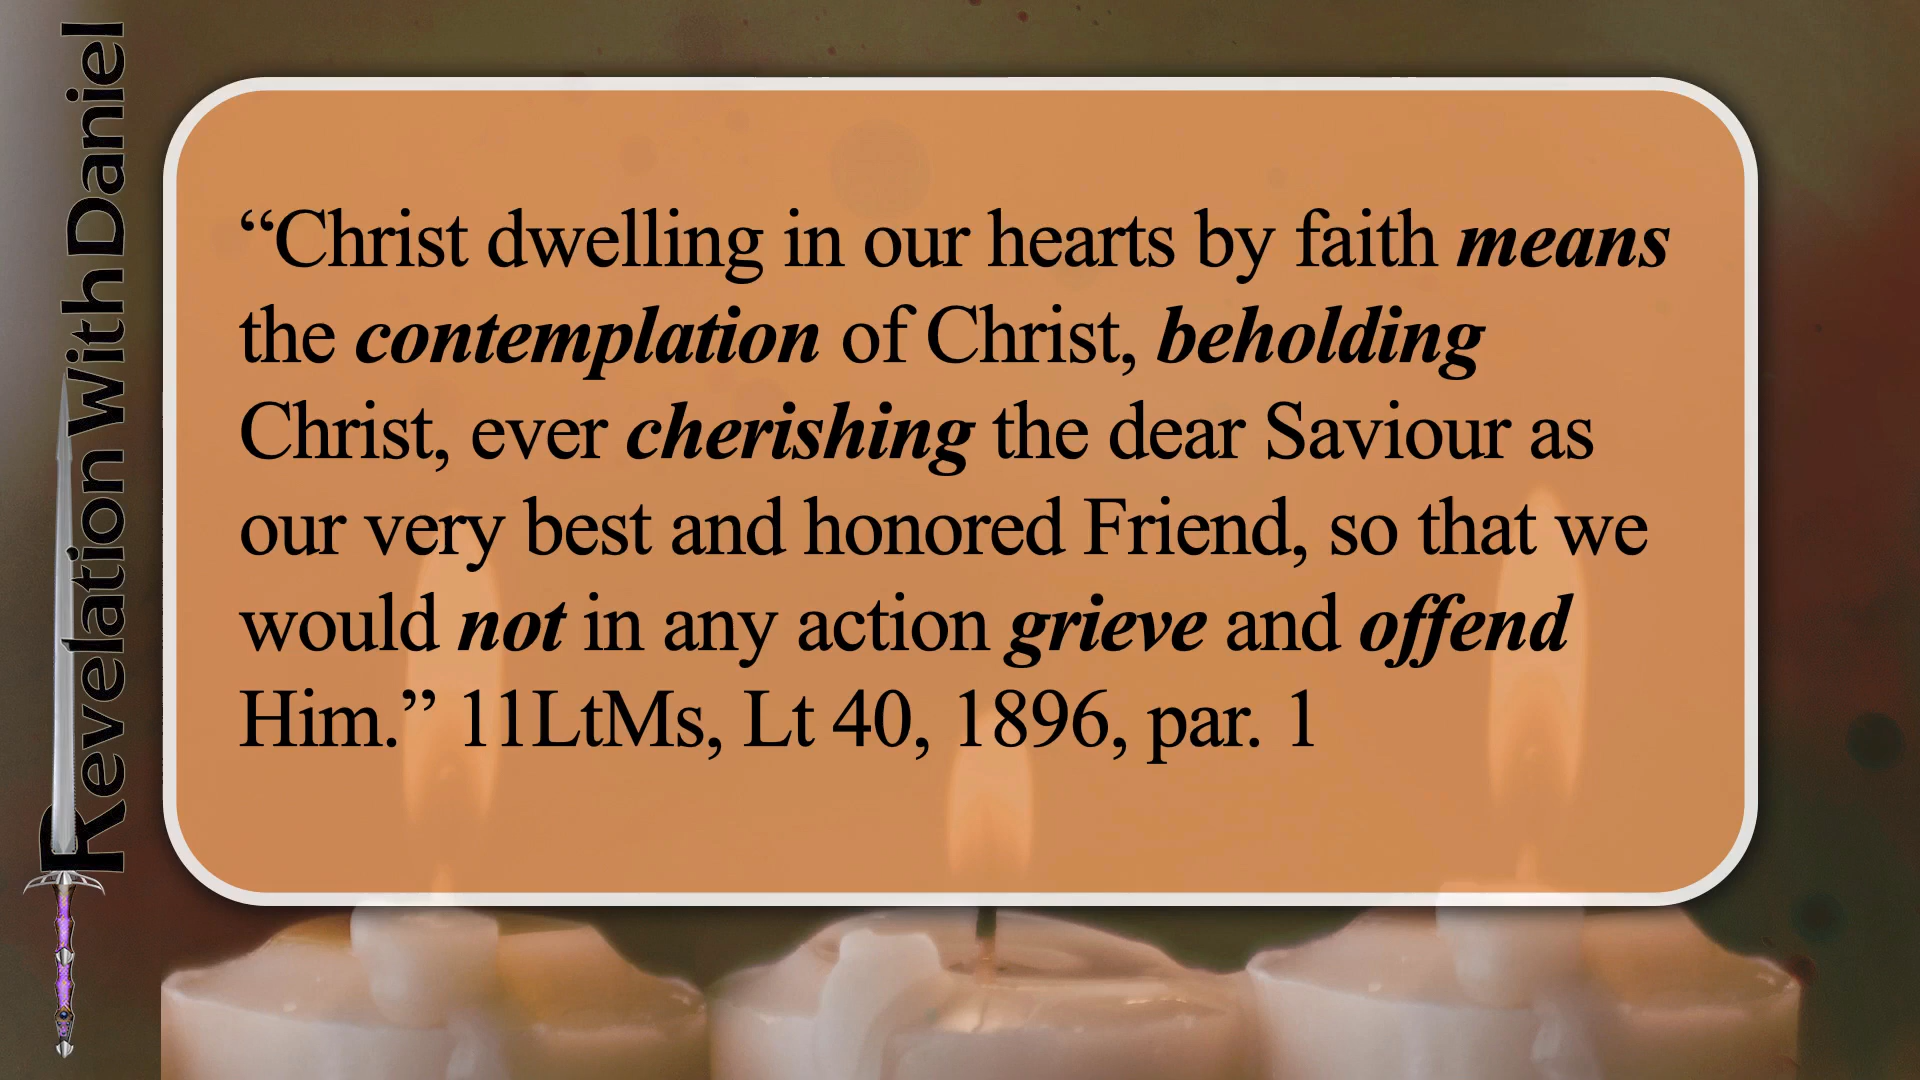 Revelation With Daniel
“Christ dwelling in our hearts by faith means
the contemplation of Christ, beholding
Christ, ever cherishing the dear Saviour as
our very best and honored Friend, so that we
would not in any action grieve and offend
Him.” 11LtMs, Lt 40, 1896, par. 1